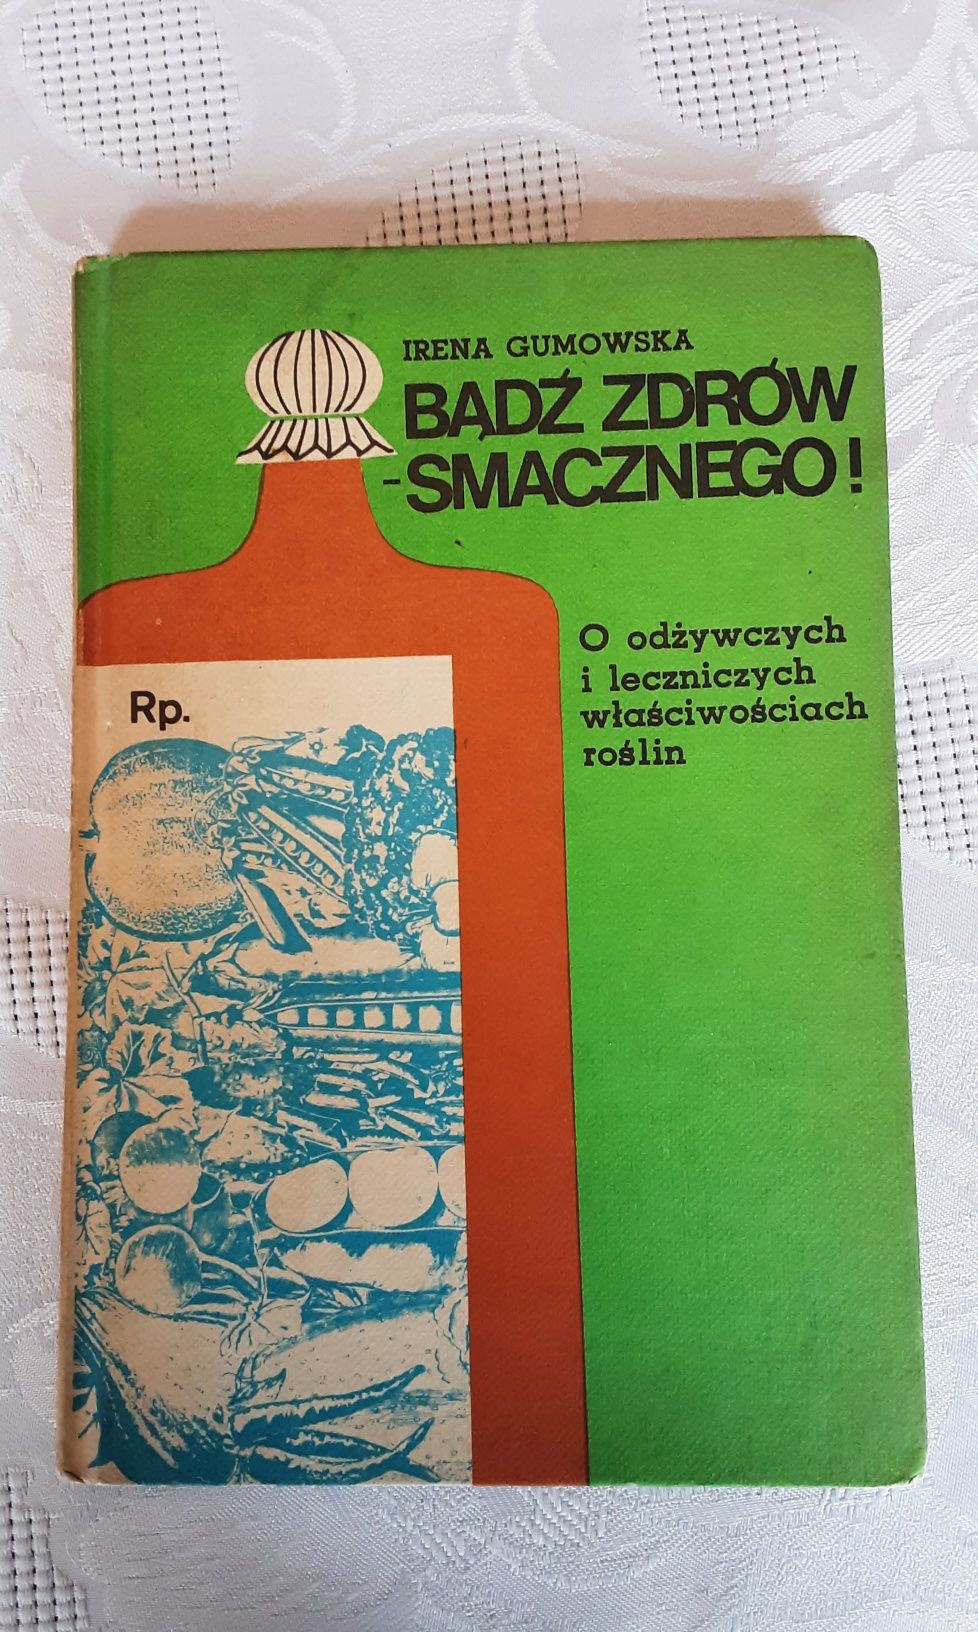 IRENA GUMOWSKA
BĄDŹ ZDRÓW
-SMACZNEGO!
O odżywczych
i leczniczych
właściwościach
roślin
Rp.